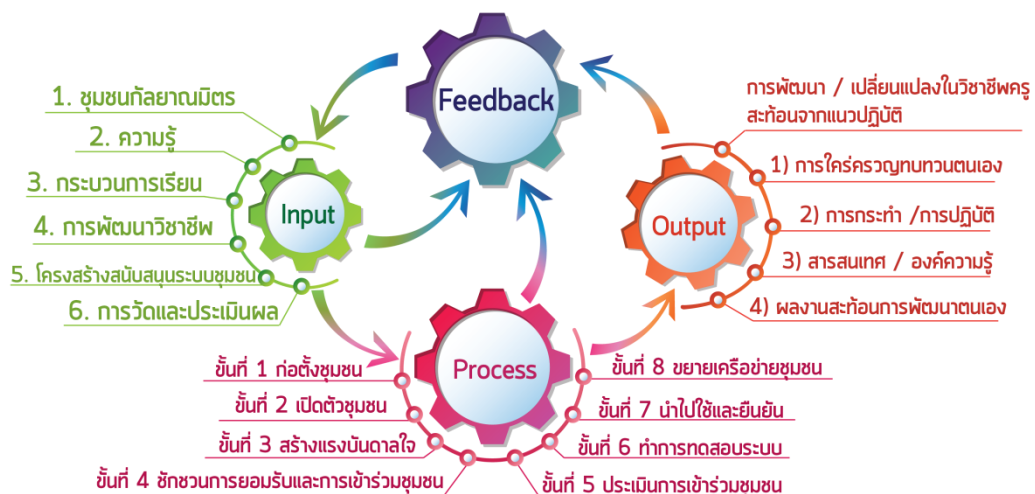 Feedback
1. ชุมชนกัลยาณมิตร
2. ความรู้
3. กระบวนการเรียน
4. การพัฒนาวิชาชีพ
5. โครงสร้างสนับสนุนระบบชุมชน
6. การวัดและประเมินผล
Input
การพัฒนา / เปลี่ยนแปลงในวิชาชีพครู
สะท้อนจากแนวปฏิบัติ
1) การใคร่ครวญทบทวนตนเอง
2) การกระทำ /การปฏิบัติ
3) สารสนเทศ / องค์ความรู้
4) ผลงานสะท้อนการพัฒนาตนเอง
Output
Process
ขั้นที่ 1 ก่อตั้งชุมชน
ขั้นที่ 2 เปิดตัวชุมชน
ขั้นที่ 3 สร้างแรงบันดาลใจ
ขั้นที่ 4 ชักชวนการยอมรับและการเข้าร่วมชุมชน
ขั้นที่ 5 ประเมินการเข้าร่วมชุมชน
ขั้นที่ 6 ทำการทดสอบระบบ
ขั้นที่ 7 นำไปใช้และยืนยัน
ขั้นที่ 8 ขยายเครือข่ายชุมชน